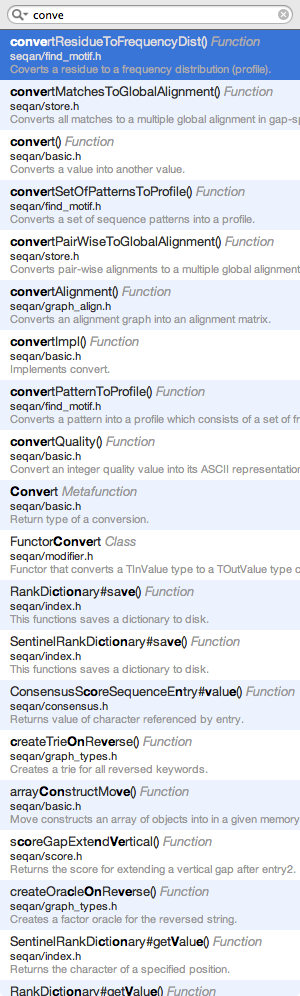 conve
convertResidueToFrequencyDist() Function
seqan/find_motif.h
Coverts a residue to a frequency distribution (profile).
convertMatchesToGlobalAlignment() Function
seqan/store.h
Converts all matches to a multiple global alignment in gap-sp
convert() Function
seqan/basic.h
Converts a value into another value.
convertSetOfPatternsToProfile() Function
seqan/find_motif.h
Converts a set of sequence patterns into a profile.
convertPairWiseToGlobalAlignment() Function
seqan/store.h
Converts pair-wise alignments to a multiple global alignment
convertAlignment() Function
seqan/graph_align.h
Converts an alignment graph into an alignment matrix.
convertImpl() Function
seqan/basic.h
Implements convert.
convertPatternToProfile() Function
seqan/find_motif.h
Converts a pattern into a profile which consists of a set of fr
convertQuality() Function
seqan/basic.h
Convert an integer quality value into its ASCII representation
Convert Metafunction
seqan/basic.h
Return type of a conversion.
FunctorConvert Class
seqan/modifier.h
Functor that converts a TInValue type to a TOutValue type c
RankDictionary#save() Function
seqan/index.h
This functions saves a dictionary to disk.
SentinelRankDictionary#save() Function
seqan/index.h
This functions saves a dictionary to disk.
ConsensusScoreSequenceEntry#value() Function
seqan/consensus.h
Returns value of character referenced by entry.
createTrieOnReverse() Function
seqan/graph_types.h
Creates a trie for all reversed keywords.
arrayConstructMove() Function
seqan/basic.h
Move constructs an array of objects into in a given memory
scoreGapExtendVertical() Function
seqan/score.h
Returns the score for extending a vertical gap after entry2.
createOracleOnReverse() Function
seqan/graph_types.h
Creates a factor oracle for the reversed string.
SentinelRankDictionary#getValue() Function
seqan/index.h
Returns the character of a specified position.
RankDictionary#getValue() Function